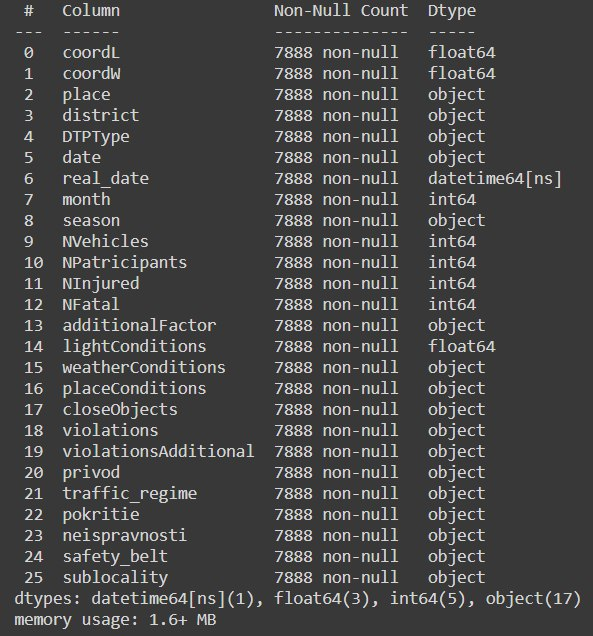 #   Column                Non-Null Count  Dtype
---  ------                --------------  -----
0   coordL                7888 non-null   float64
1   coordW                7888 non-null   float64
2   place                 7888 non-null   object
3   district              7888 non-null   object
4   DTPType               7888 non-null   object
5   date                  7888 non-null   object
6   real_date             7888 non-null   datetime64[ns]
7   month                 7888 non-null   int64
8   season                7888 non-null   object
9   NVehicles             7888 non-null   int64
10  NPatricipants         7888 non-null   int64
11  NInjured              7888 non-null   int64
12  NFatal                7888 non-null   int64
13  additionalFactor      7888 non-null   object
14  lightConditions       7888 non-null   float64
15  weatherConditions     7888 non-null   object
16  placeConditions       7888 non-null   object
17  closeObjects          7888 non-null   object
18  violations            7888 non-null   object
19  violationsAdditional  7888 non-null   object
20  privod                7888 non-null   object
21  traffic_regime        7888 non-null   object
22  pokritie              7888 non-null   object
23  neispravnosti         7888 non-null   object
24  safety_belt           7888 non-null   object
25  sublocality           7888 non-null   object
dtypes: datetime64[ns](1), float64(3), int64(5), object(17)
memory usage: 1.6+ MB